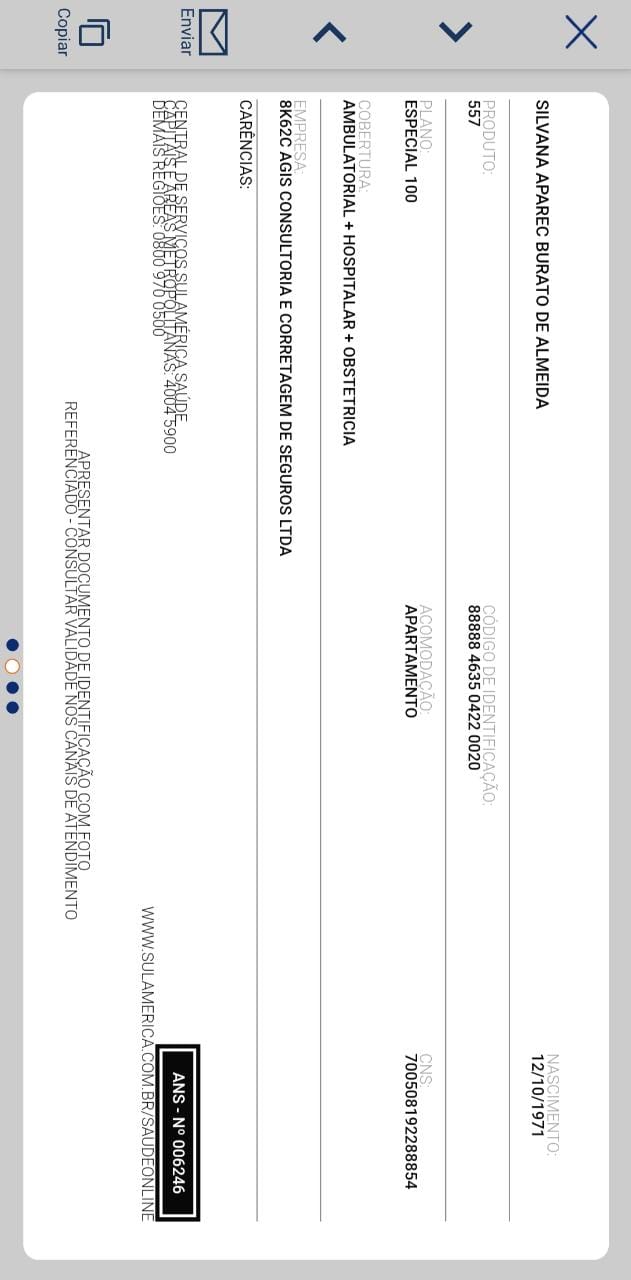 Copiar
Enviar
SILVANA APAREC BURATO DE ALMEIDA
NASCIMENTO:
12/10/1971
PRODUTO:
557
CÓDIGO DE IDENTIFICAÇÃO:
88888 4635 0422 0020
PLANO:
ESPECIAL 100
ACOMODAÇÃO:
APARTAMENTO
CNS:
700508192288854
COBERTURA:
AMBULATORIAL + HOSPITALAR + OBSTETRICIA
EMPRESA:
8K62C AGIS CONSULTORIA E CORRETAGEM DE SEGUROS LTDA
CARÊNCIAS:
CENTRAL DE SERVIÇOS SULAMÉRICA SAÚDE
CAPITAIS E ÁREAS METROPOLITANAS: 4004 5900
DEMAIS REGIÕES: 0800 970 0500
ANS - Nº 006246
WWW.SULAMERICA.COM.BR/SAUDEONLINE
APRESENTAR DOCUMENTO DE IDENTIFICAÇÃO COM FOTO
REFERENCIADO - CONSULTAR VALIDADE NOS CANAIS DE ATENDIMENTO